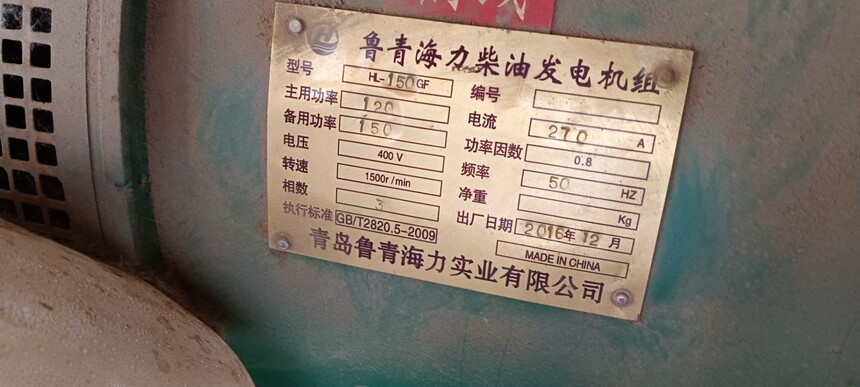 鲁青海力柴油发电机组
型号 HL-150GF 编号
主用功率 120 电流 270 A
备用功率 150 功率因数 0.8
电压 400 V 频率 50 HZ
转速 1500r/min 净重 Kg
相数 3 出厂日期 2016年12月
执行标准 GB/T2820.5-2009 MADE IN CHINA
青岛鲁青海力实业有限公司